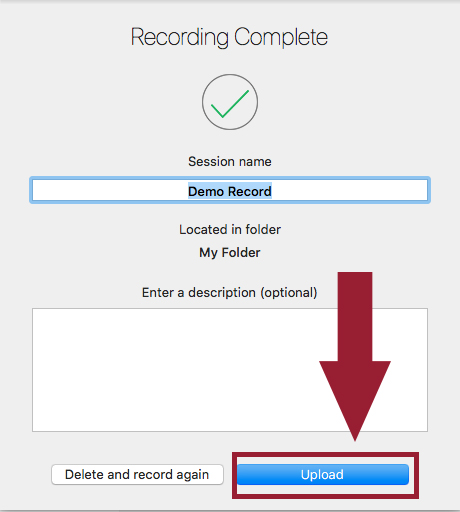 Recording Complete
Session name
Demo Record
Located in folder
My Folder
Enter a description (optional)
Delete and record again
Upload